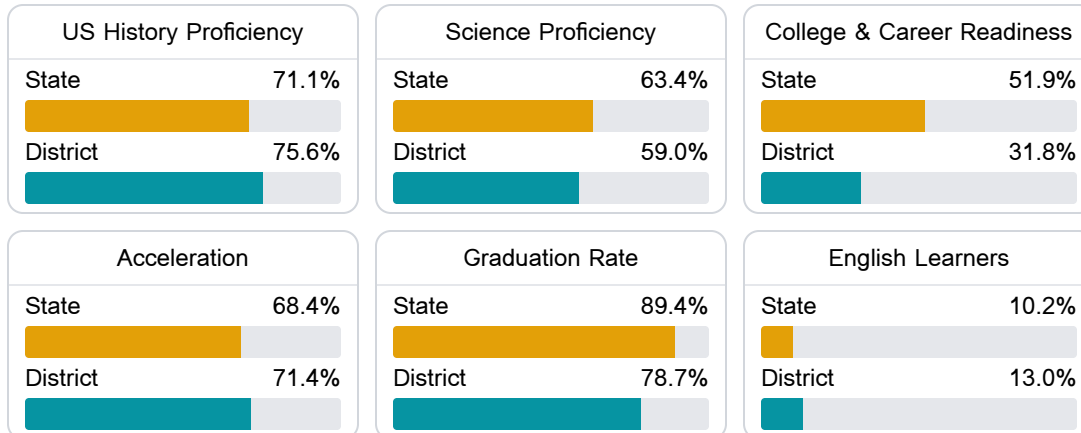 US History Proficiency
State 71.1%
District 75.6%
Science Proficiency
State 63.4%
District 59.0%
College & Career Readiness
State 51.9%
District 31.8%
Acceleration
State 68.4%
District 71.4%
Graduation Rate
State 89.4%
District 78.7%
English Learners
State 10.2%
District 13.0%